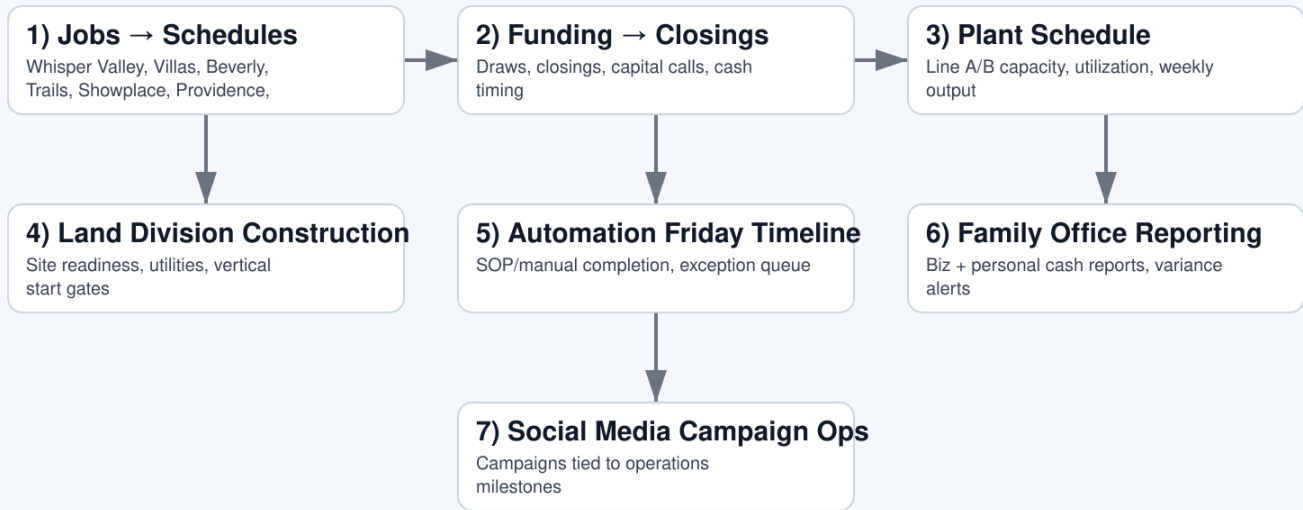 1) Jobs → Schedules
Whisper Valley, Villas, Beverly,
Trails, Showplace, Providence,
2) Funding → Closings
Draws, closings, capital calls, cash
timing
3) Plant Schedule
Line A/B capacity, utilization, weekly
output
4) Land Division Construction
Site readiness, utilities, vertical
start gates
5) Automation Friday Timeline
SOP/manual completion, exception queue
6) Family Office Reporting
Biz + personal cash reports, variance
alerts
7) Social Media Campaign Ops
Campaigns tied to operations
milestones